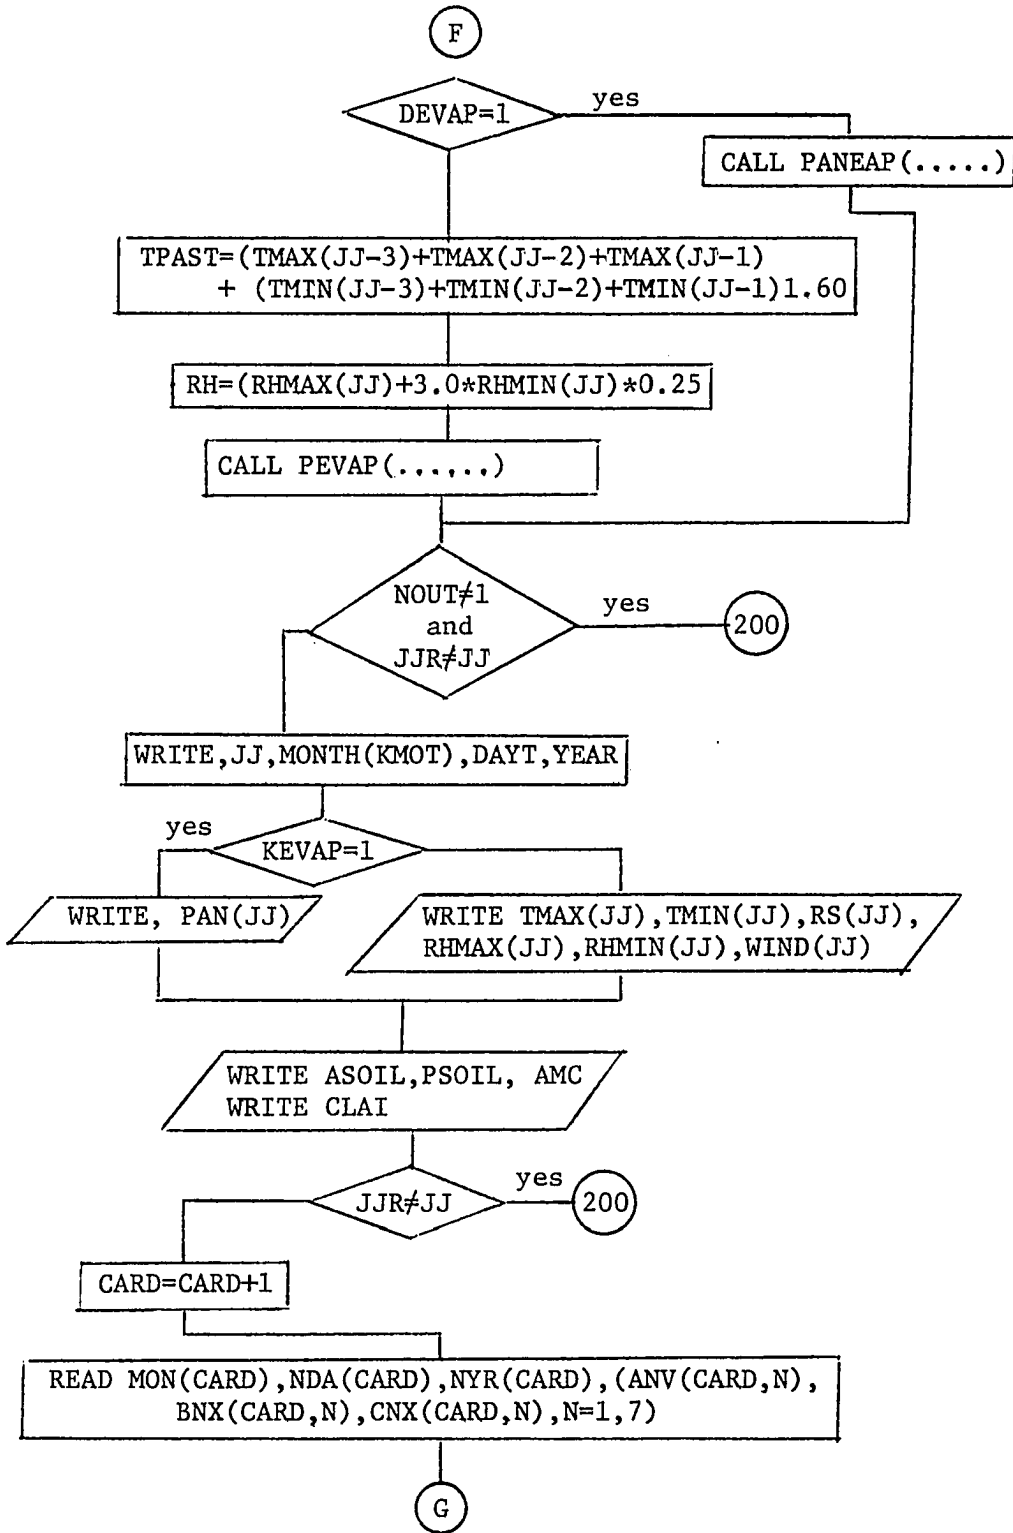 F
DEVAP=1
yes
CALL PANEAP(.....)
TPAST=(TMAX(JJ-3)+TMAX(JJ-2)+TMAX(JJ-1)
+ (TMIN(JJ-3)+TMIN(JJ-2)+TMIN(JJ-1)1.60
RH=(RHMAX(JJ)+3.0*RHMIN(JJ)*0.25
CALL PEVAP(......)
NOUT≠1
and
JJR≠JJ
yes
200
WRITE,JJ,MONTH(KMOT),DAYT,YEAR
yes
KEVAP=1
WRITE, PAN(JJ)
WRITE TMAX(JJ),TMIN(JJ),RS(JJ),
RHMAX(JJ),RHMIN(JJ),WIND(JJ)
WRITE ASOIL,PSOIL, AMC
WRITE CLAI
JJR≠JJ
yes
200
CARD=CARD+1
READ MON(CARD),NDA(CARD),NYR(CARD),(ANV(CARD,N),
BNX(CARD,N),CNX(CARD,N),N=1,7)
G